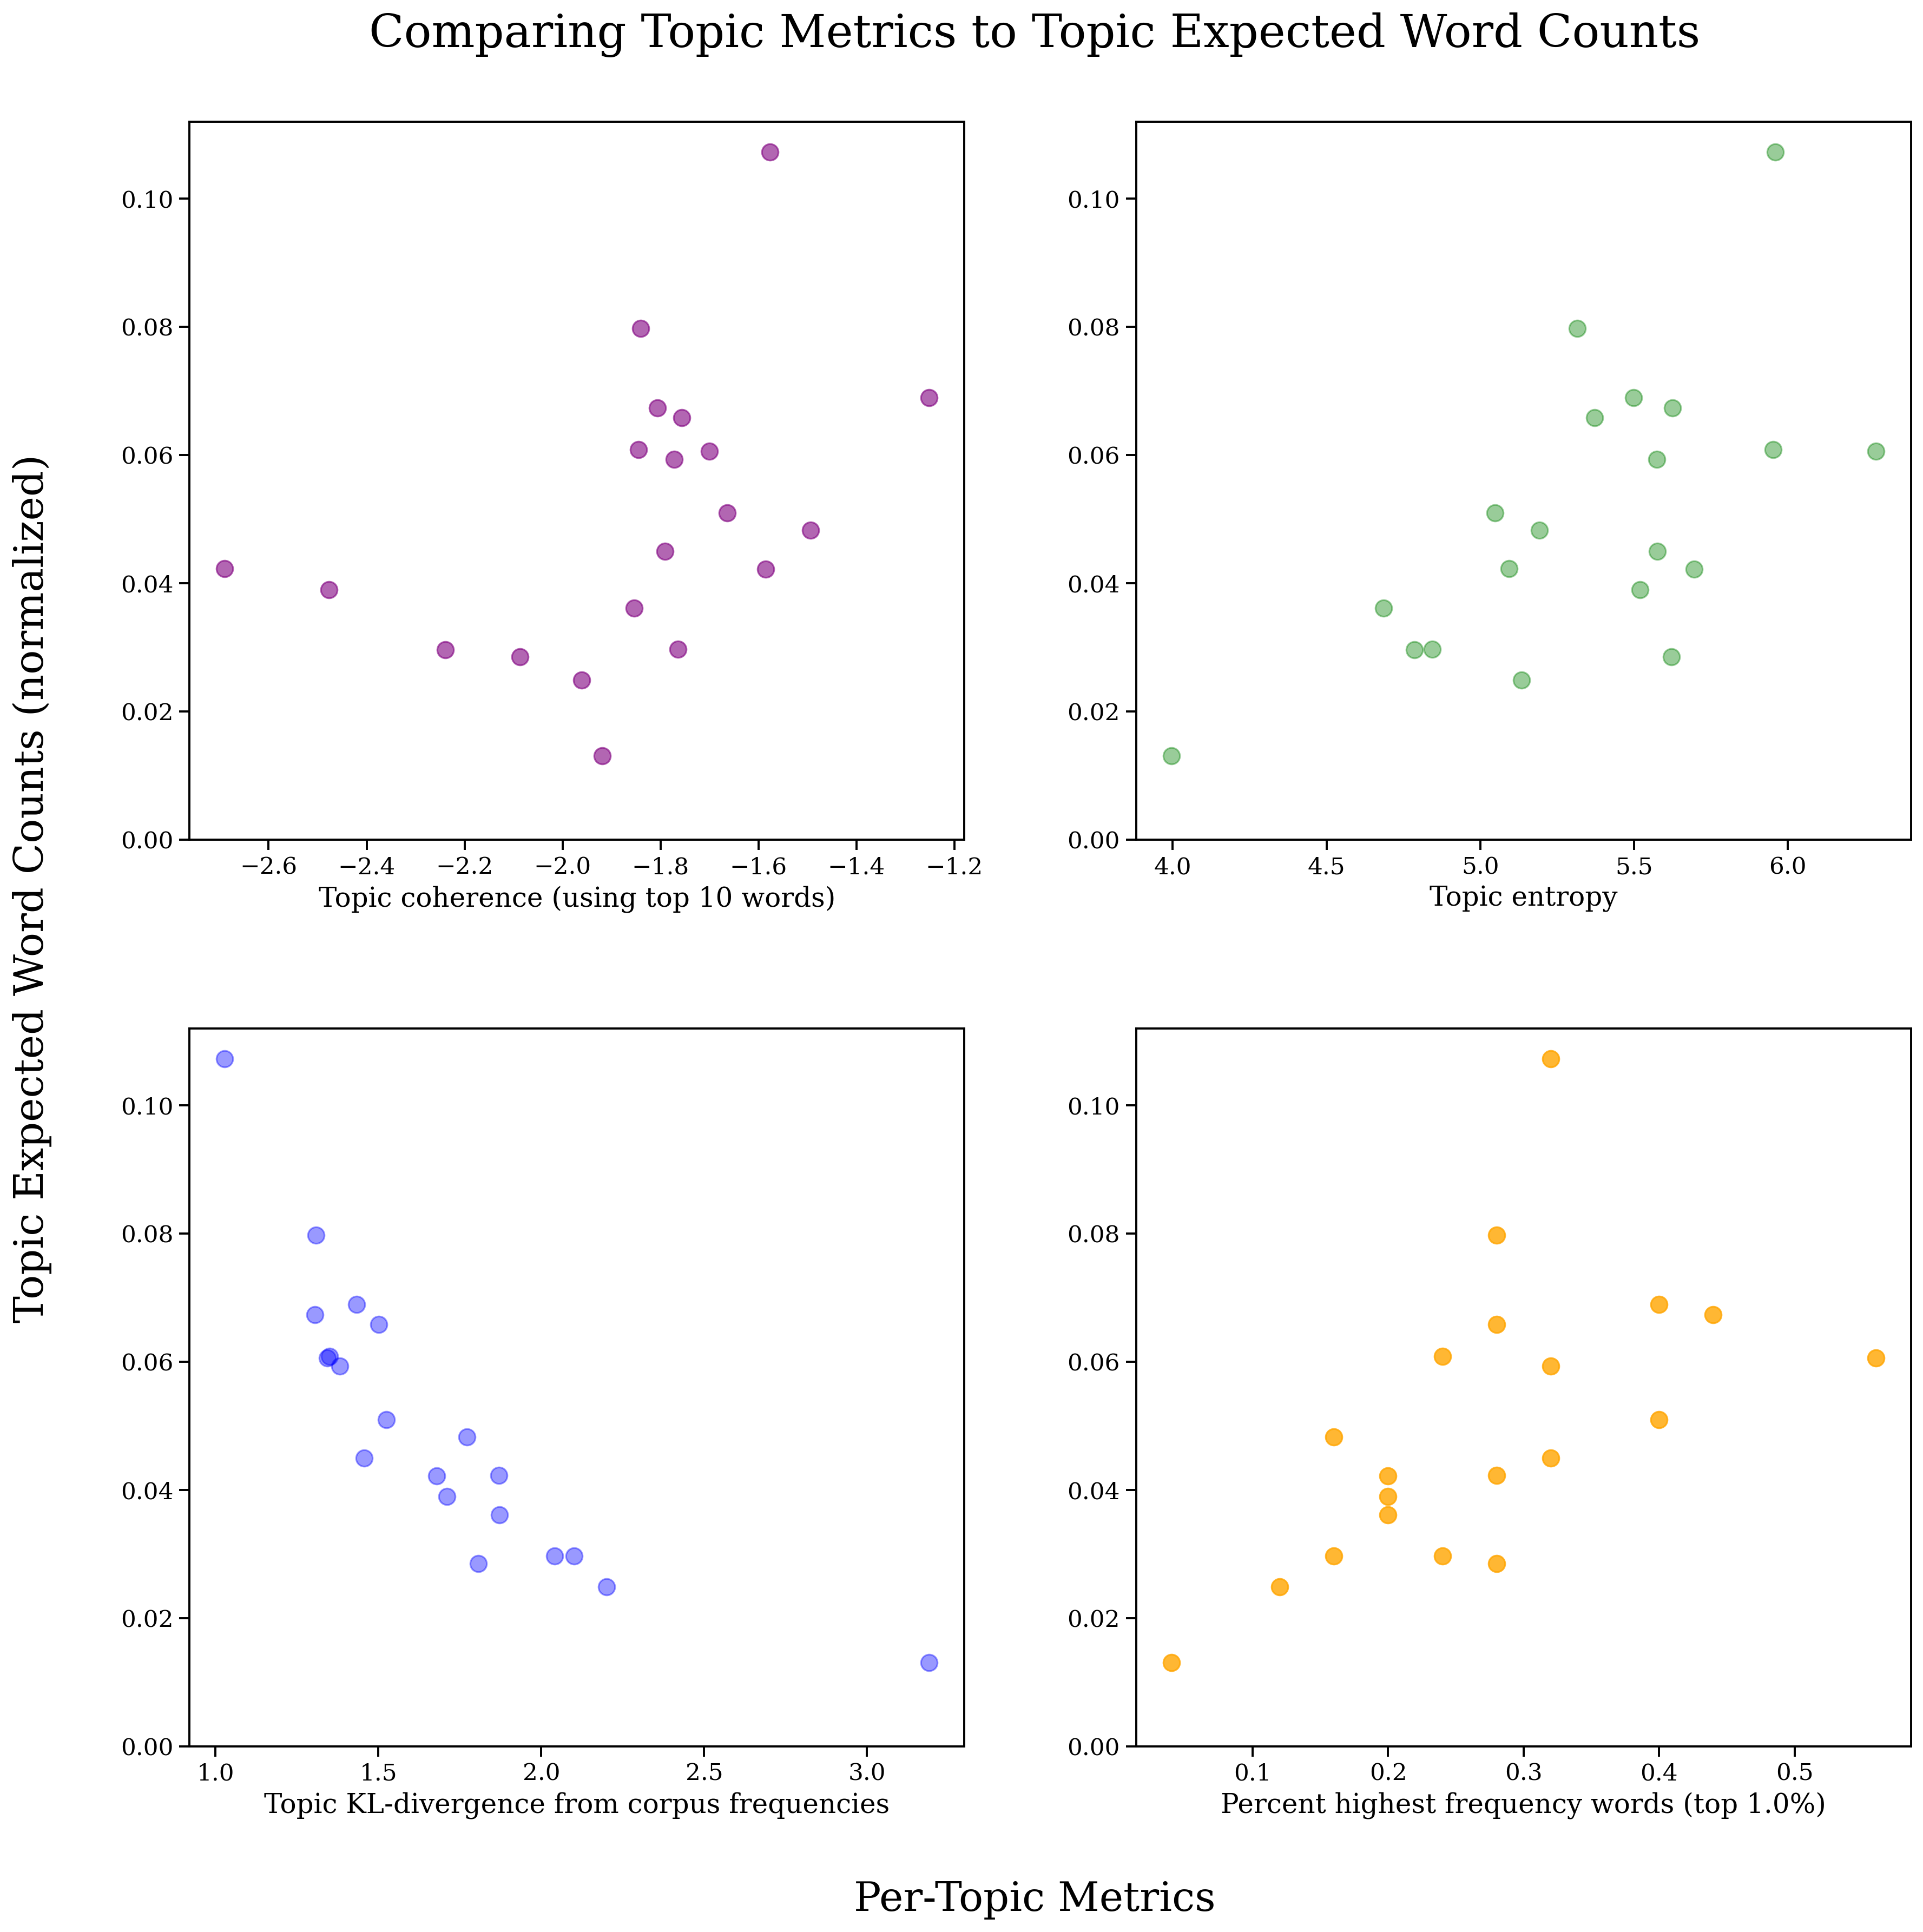 Comparing Topic Metrics to Topic Expected Word Counts
Topic Expected Word Counts (normalized)
0.10
0.08
0.06
0.04
0.02
0.00
−2.6 −2.4 −2.2 −2.0 −1.8 −1.6 −1.4 −1.2
Topic coherence (using top 10 words)
0.10
0.08
0.06
0.04
0.02
0.00
4.0 4.5 5.0 5.5 6.0
Topic entropy
0.10
0.08
0.06
0.04
0.02
0.00
1.0 1.5 2.0 2.5 3.0
Topic KL-divergence from corpus frequencies
0.10
0.08
0.06
0.04
0.02
0.00
0.1 0.2 0.3 0.4 0.5
Percent highest frequency words (top 1.0%)
Per-Topic Metrics